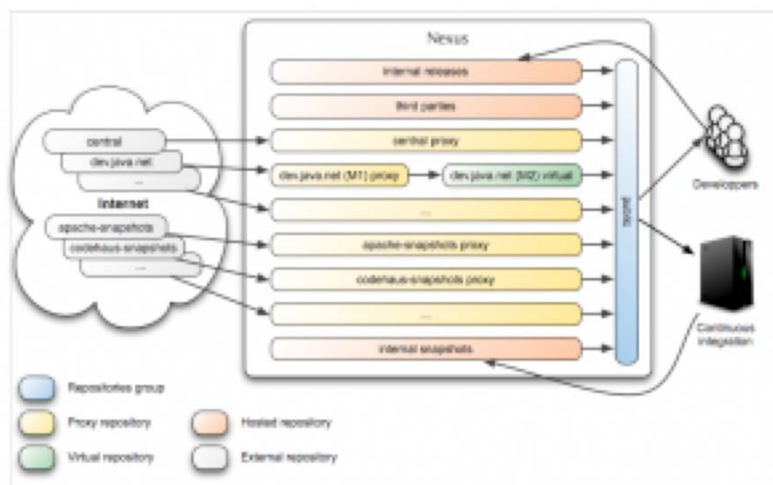 Nexus
internal releases
third parties
central
central proxy
dev.java.net
dev.java.net (M1) proxy
dev.java.net (M2) virtual
...
Internet
...
apache-snapshots
apache-snapshots proxy
codehaus-snapshots
codehaus-snapshots proxy
...
...
internal snapshots
public
Developpers
Continuous
integration
Repositories group
Proxy repository
Hosted repository
Virtual repository
External repository